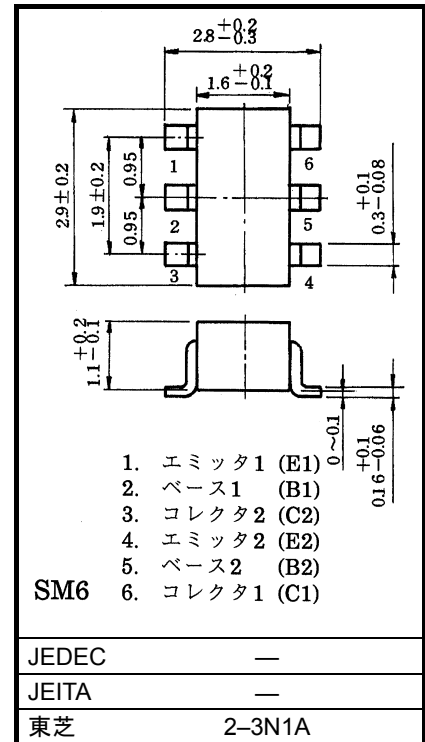 2.8 +0.2 −0.3
1.6 +0.2 −0.1
2.9±0.2
1.9±0.2
0.95
0.95
1
2
3
6
5
4
0.3 +0.1 −0.08
1.1 +0.2 −0.1
0～0.1
0.16 +0.1 −0.06
1. エミッタ1 (E1)
2. ベース1 (B1)
3. コレクタ2 (C2)
4. エミッタ2 (E2)
5. ベース2 (B2)
SM6 6. コレクタ1 (C1)
JEDEC ―
JEITA ―
東芝 2–3N1A